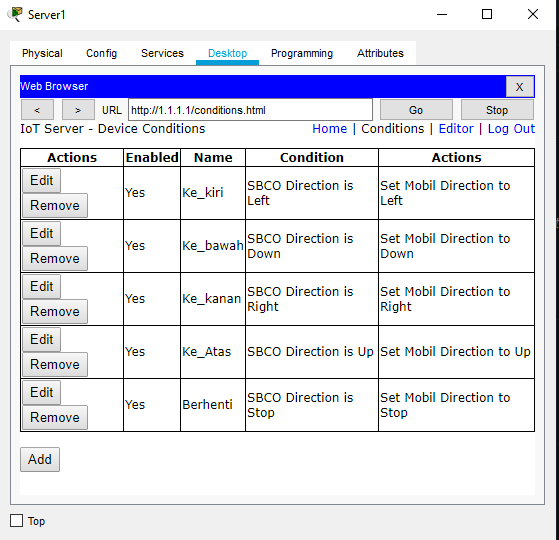 Server1
Physical Config Services Desktop Programming Attributes
Web Browser X
< > URL http://1.1.1.1/conditions.html Go Stop
IoT Server - Device Conditions Home | Conditions | Editor | Log Out
Actions Enabled Name Condition Actions
Edit
Remove
Yes Ke_kiri SBCO Direction is
Left
Set Mobil Direction to
Left
Edit
Remove
Yes Ke_bawah SBCO Direction is
Down
Set Mobil Direction to
Down
Edit
Remove
Yes Ke_kanan SBCO Direction is
Right
Set Mobil Direction to
Right
Edit
Remove
Yes Ke_Atas SBCO Direction is Up Set Mobil Direction to Up
Edit
Remove
Yes Berhenti SBCO Direction is
Stop
Set Mobil Direction to
Stop
Add
Top